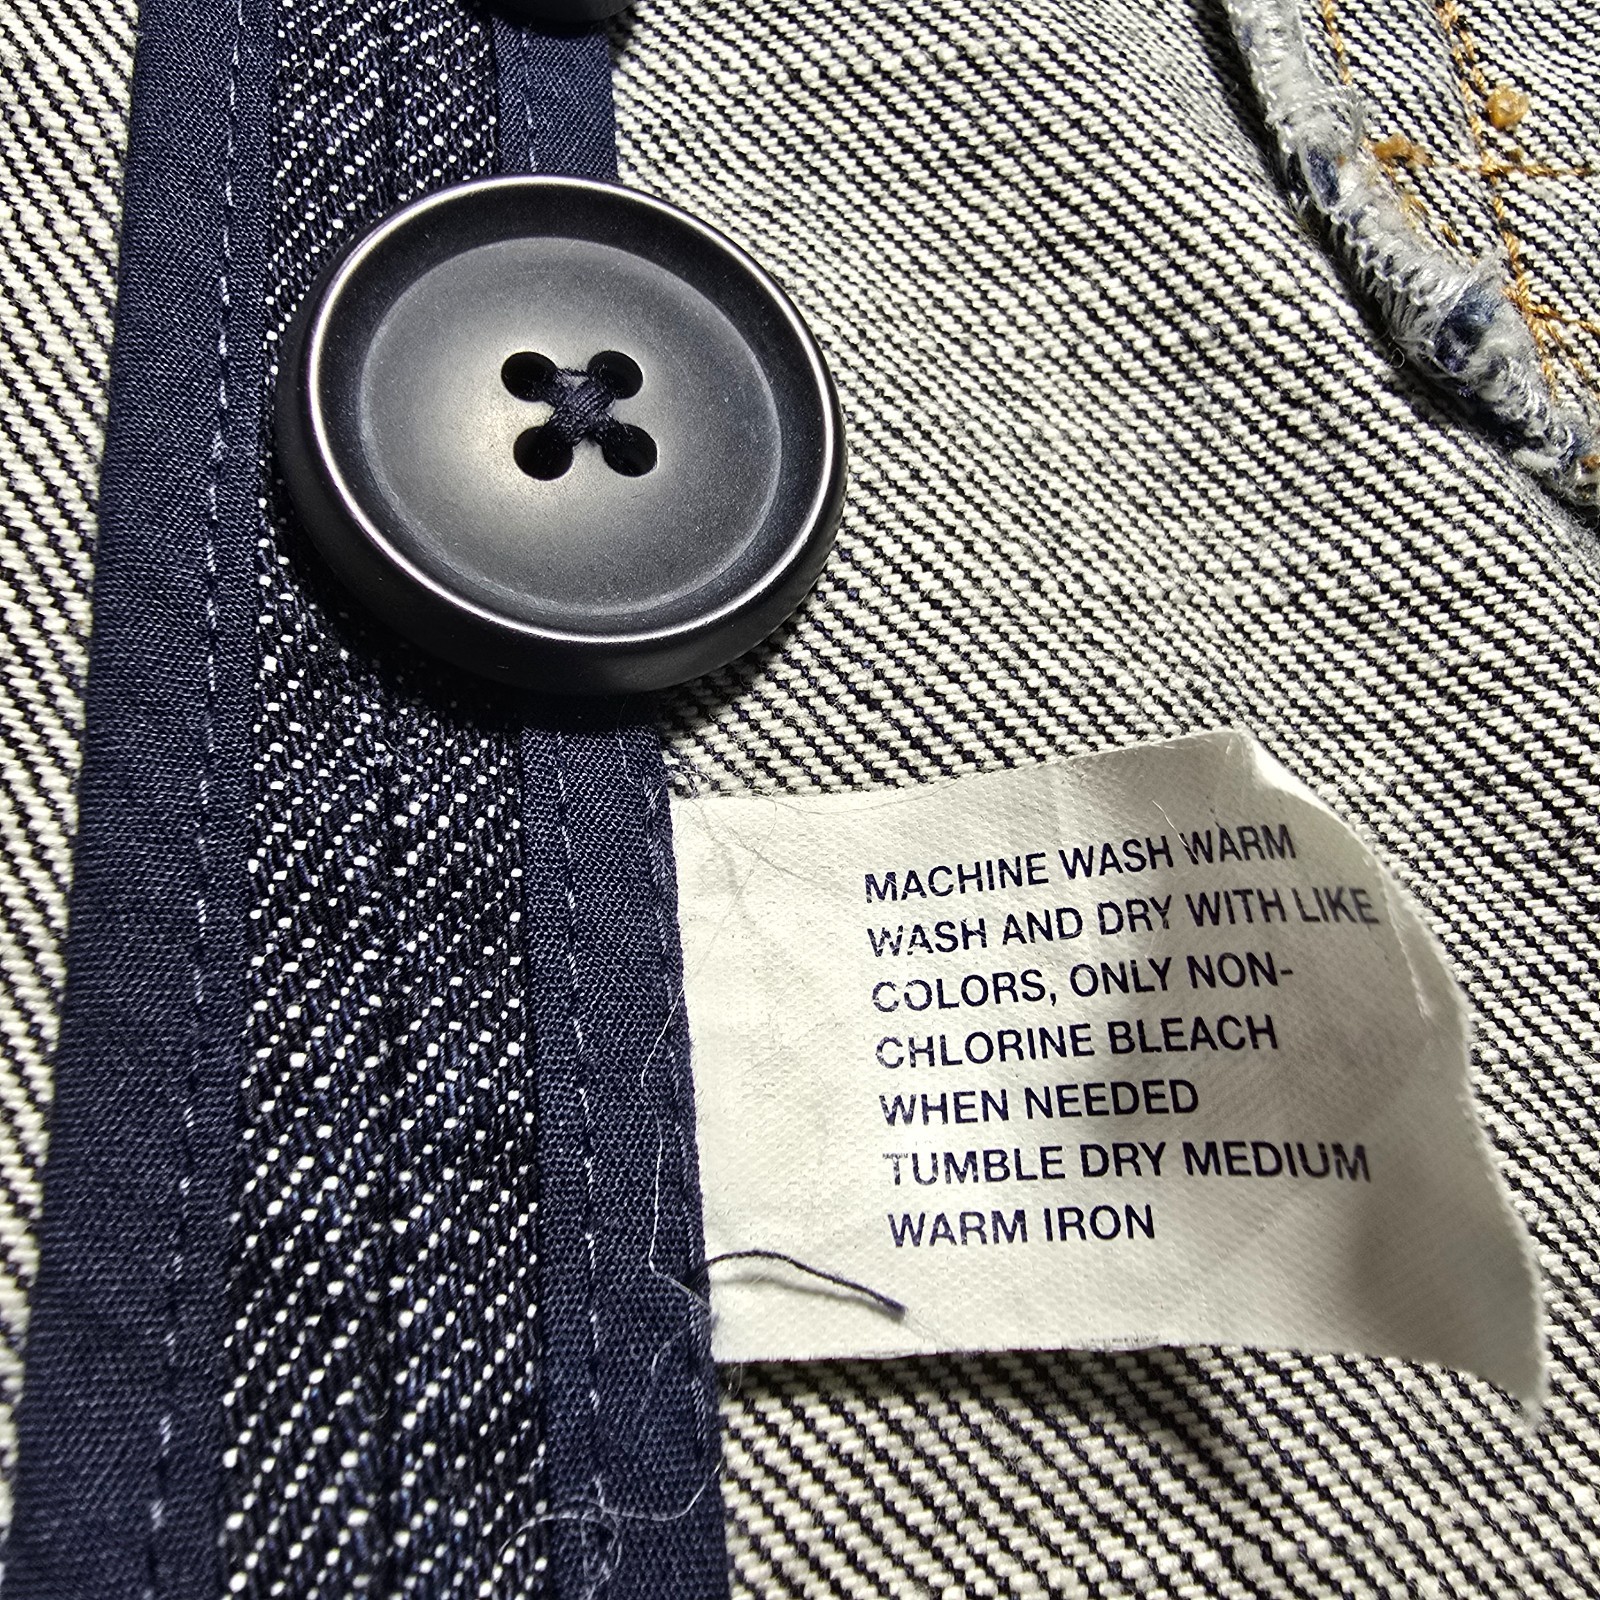 MACHINE WASH WARM
WASH AND DRY WITH LIKE
COLORS, ONLY NON-
CHLORINE BLEACH
WHEN NEEDED
TUMBLE DRY MEDIUM
WARM IRON